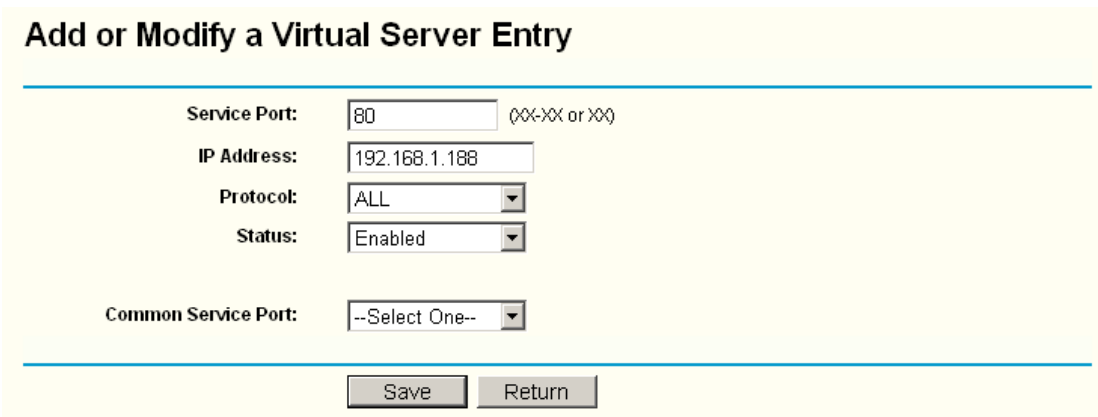 Add or Modify a Virtual Server Entry
Service Port: 80 (XX-XX or XX)
IP Address: 192.168.1.188
Protocol: ALL
Status: Enabled
Common Service Port: --Select One--
Save Return